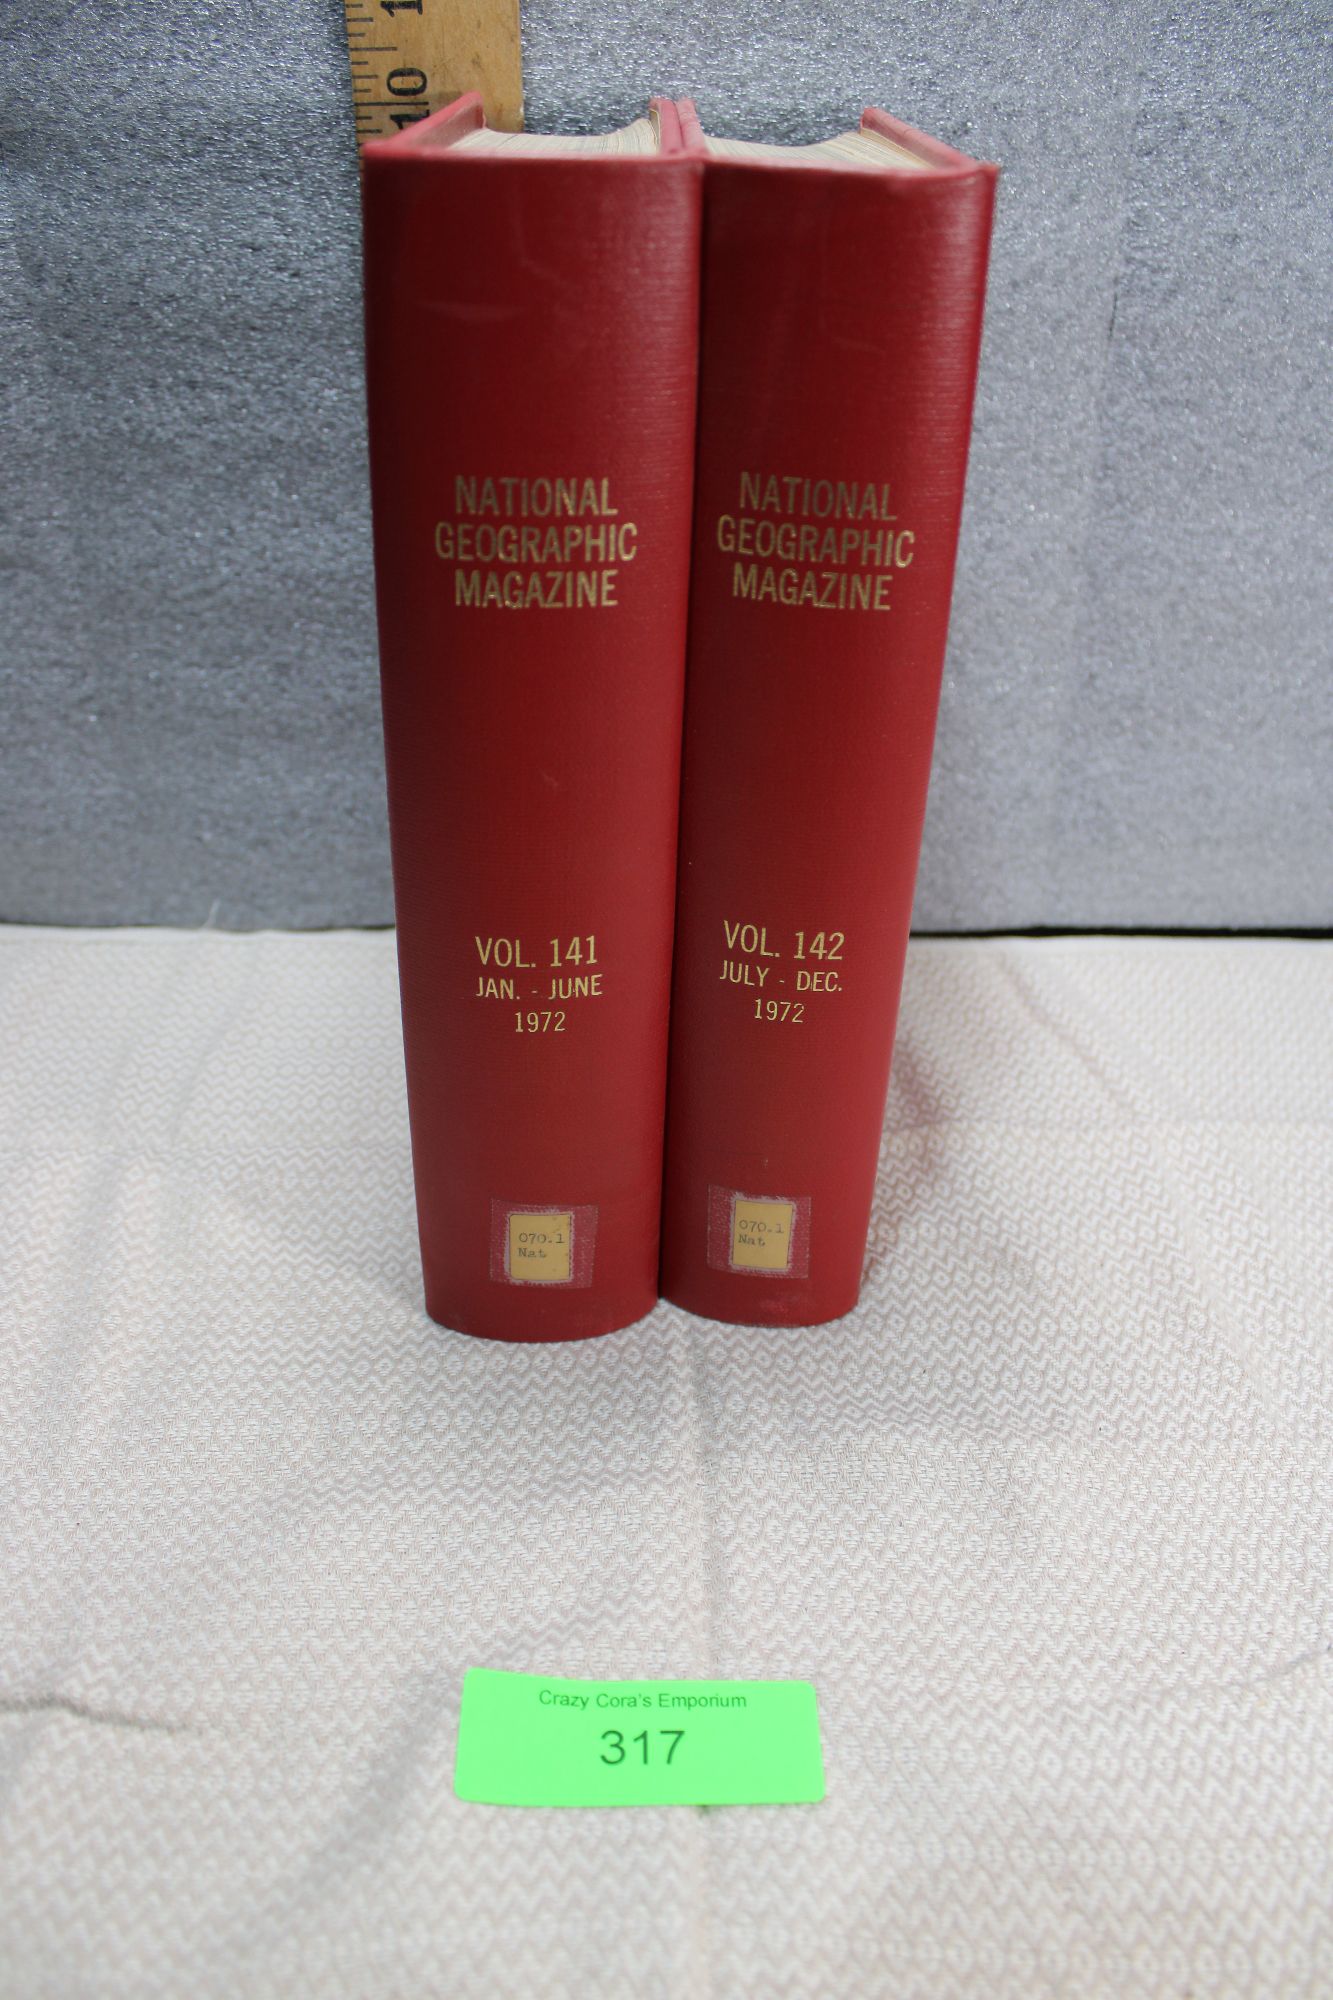 10
NATIONAL
GEOGRAPHIC
MAGAZINE
VOL. 141
JAN. - JUNE
1972
070.1
Nat
NATIONAL
GEOGRAPHIC
MAGAZINE
VOL. 142
JULY - DEC.
1972
070.1
Nat
Crazy Cora's Emporium
317